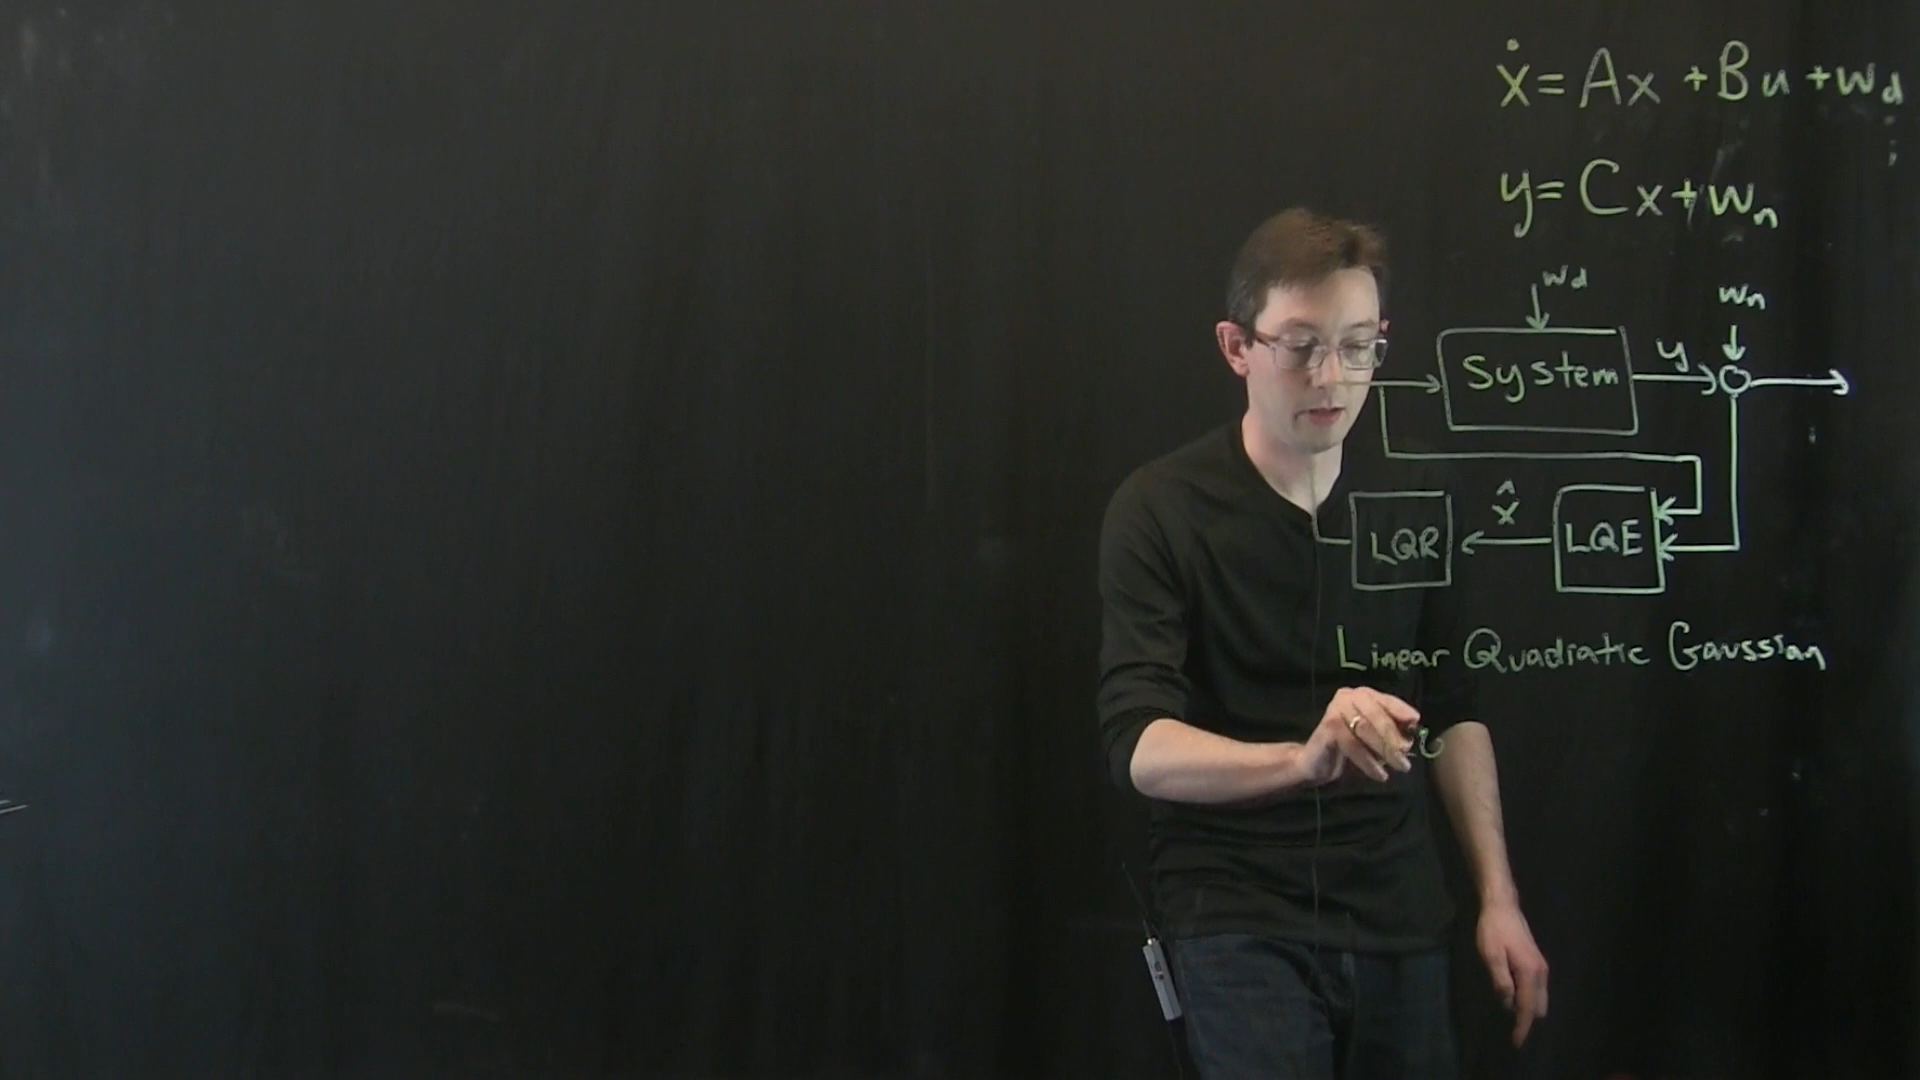 ẋ = Ax + Bu + w_d
y = Cx + w_n
w_d
w_n
System
y
LQR
x̂
LQE
Linear Quadratic Gaussian